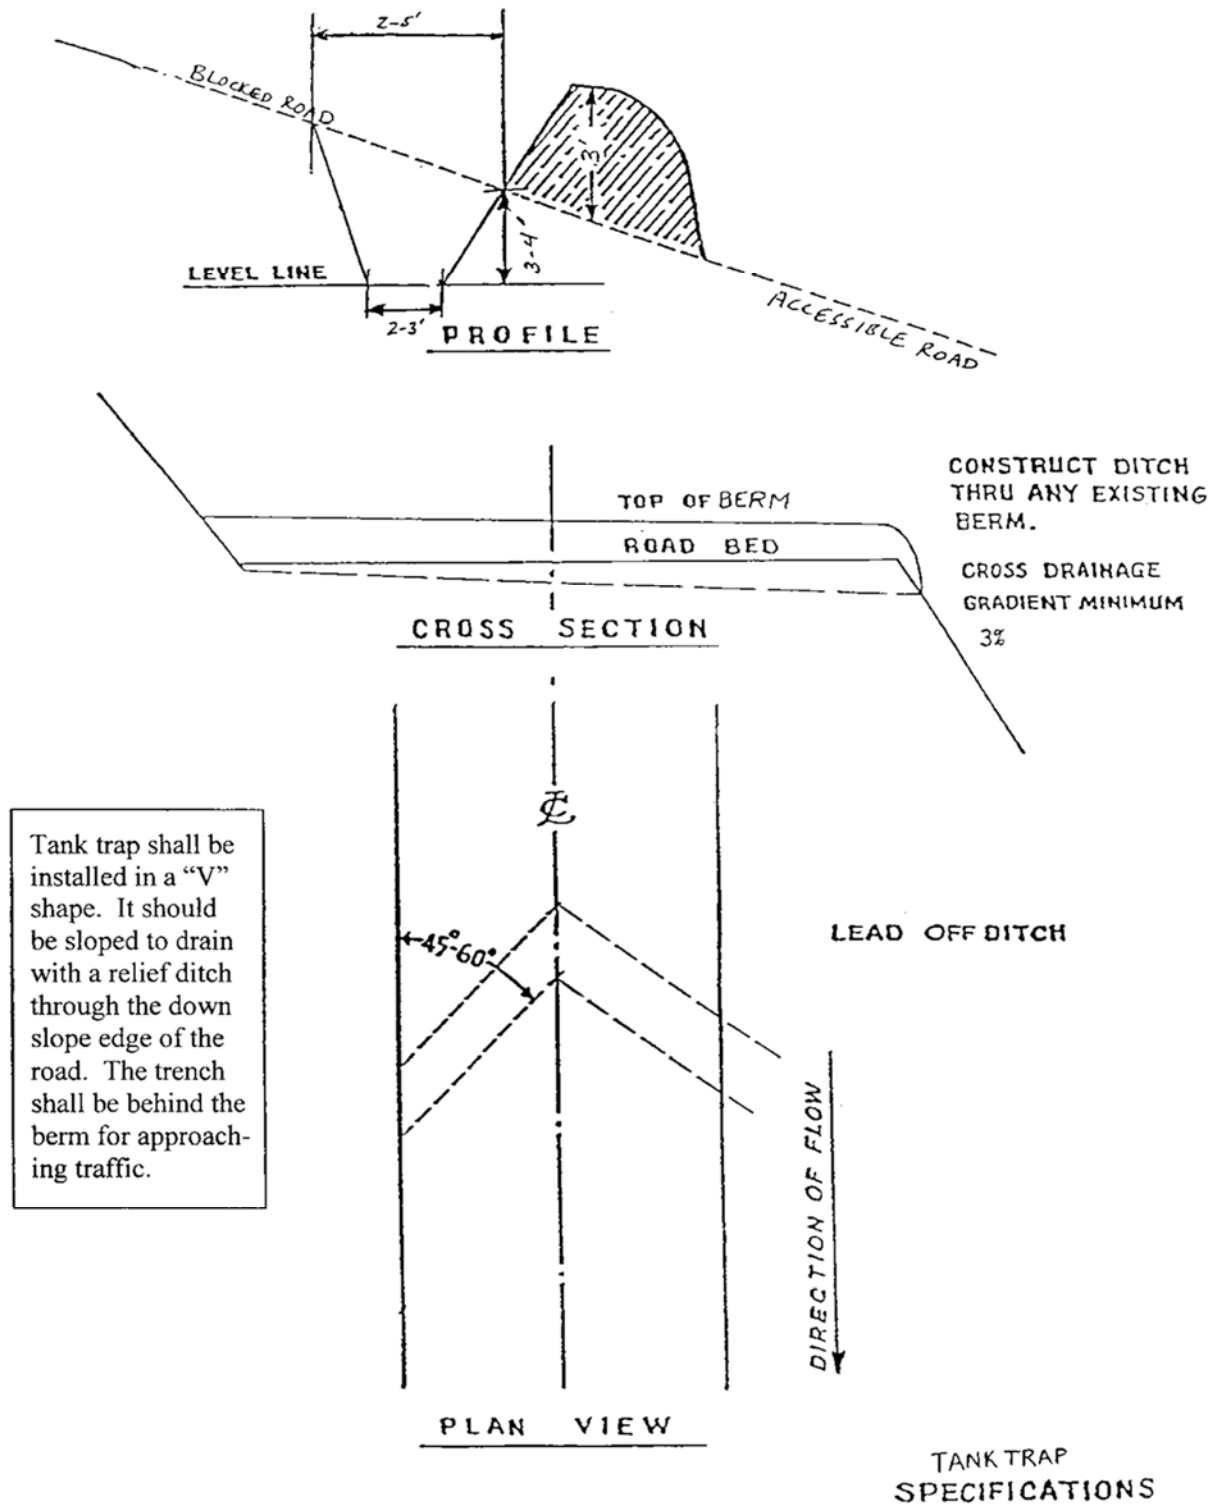 2-5'
BLOCKED ROAD
3'
3-4'
LEVEL LINE
2-3'
ACCESSIBLE ROAD
PROFILE
CONSTRUCT DITCH
THRU ANY EXISTING
BERM.
TOP OF BERM
ROAD BED
CROSS DRAINAGE
GRADIENT MINIMUM
3%
CROSS SECTION
℄
Tank trap shall be
installed in a “V”
shape. It should
be sloped to drain
with a relief ditch
through the down
slope edge of the
road. The trench
shall be behind the
berm for approach-
ing traffic.
45°-60°
LEAD OFF DITCH
DIRECTION OF FLOW
PLAN VIEW
TANK TRAP
SPECIFICATIONS